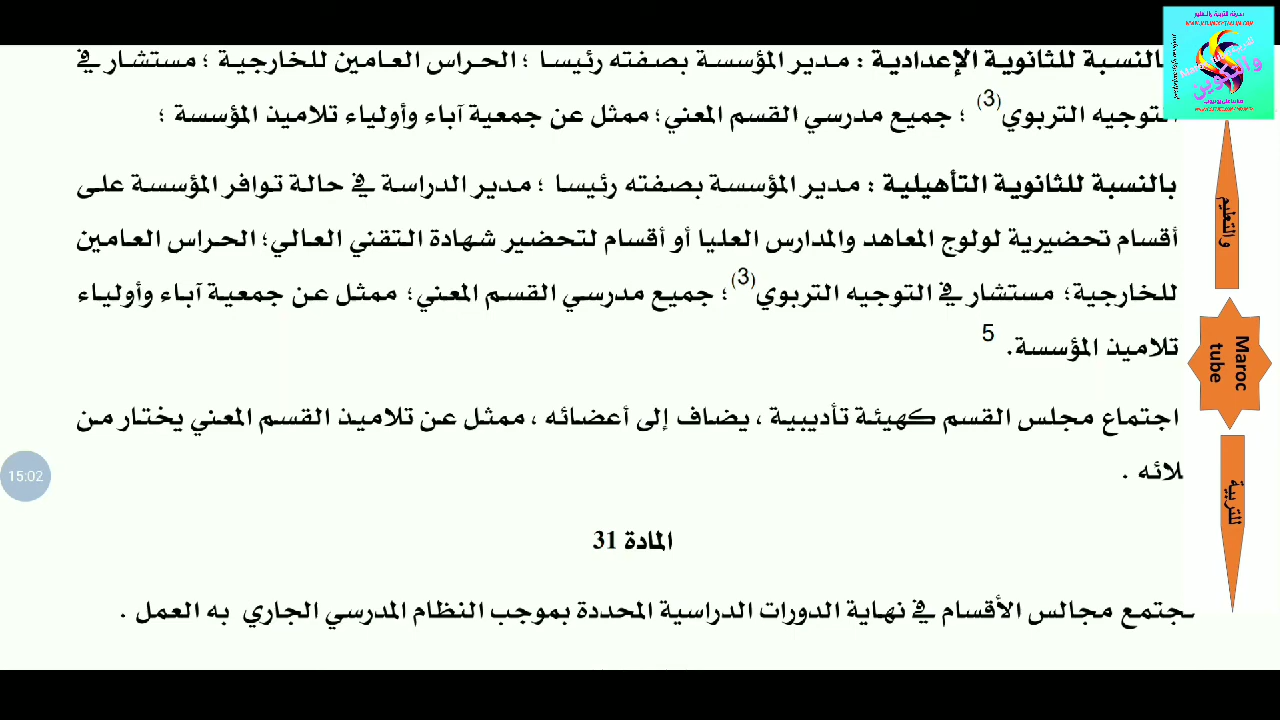 بالنسبة للثانوية الإعدادية : مدير المؤسسة بصفته رئيسا ؛ الحراس العامين للخارجية ؛ مستشار في
التوجيه التربوي(3) ؛ جميع مدرسي القسم المعني؛ ممثل عن جمعية آباء وأولياء تلاميذ المؤسسة ؛
بالنسبة للثانوية التأهيلية : مدير المؤسسة بصفته رئيسا ؛ مدير الدراسة في حالة توافر المؤسسة على
أقسام تحضيرية لولوج المعاهد والمدارس العليا أو أقسام لتحضير شهادة التقني العالي؛ الحراس العامين
للخارجية؛ مستشار في التوجيه التربوي(3)؛ جميع مدرسي القسم المعني؛ ممثل عن جمعية آباء وأولياء
تلاميذ المؤسسة. 5
اجتماع مجلس القسم كهيئة تأديبية ، يضاف إلى أعضائه ، ممثل عن تلاميذ القسم المعني يختار من
لائه .
المادة 31
تجتمع مجالس الأقسام في نهاية الدورات الدراسية المحددة بموجب النظام المدرسي الجاري به العمل .
والتعليم
Maroc
tube
للتربية
15:02
والتكوين